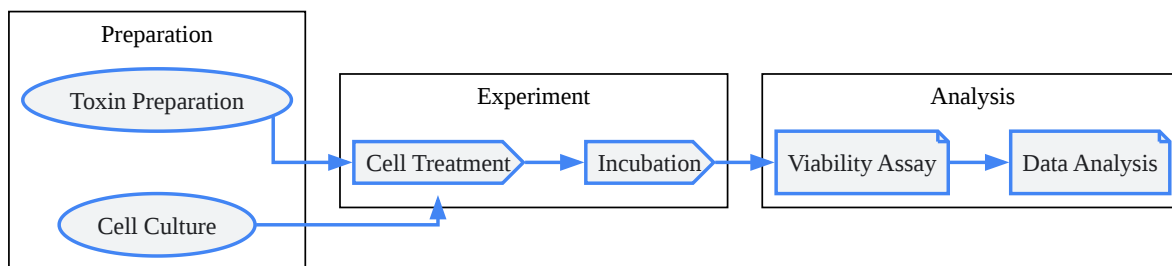 Preparation
Toxin Preparation
Cell Culture
Experiment
Cell Treatment
Incubation
Analysis
Viability Assay
Data Analysis